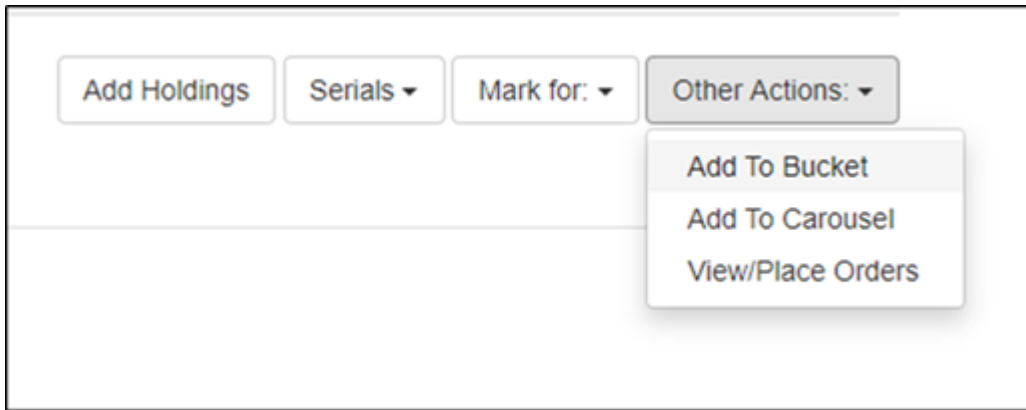 Add Holdings Serials Mark for: Other Actions:
Add To Bucket
Add To Carousel
View/Place Orders